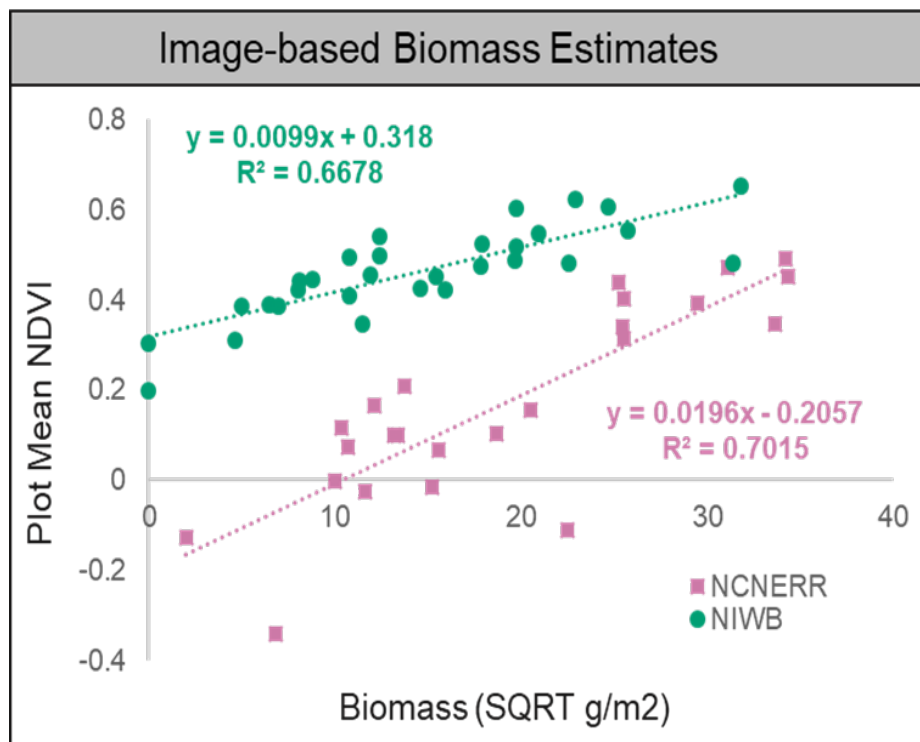 Image-based Biomass Estimates
0.8
y = 0.0099x + 0.318
R² = 0.6678
0.6
0.4
Plot Mean NDVI
0.2
y = 0.0196x - 0.2057
R² = 0.7015
0
0 10 20 30 40
-0.2
NCNERR
NIWB
-0.4
Biomass (SQRT g/m2)